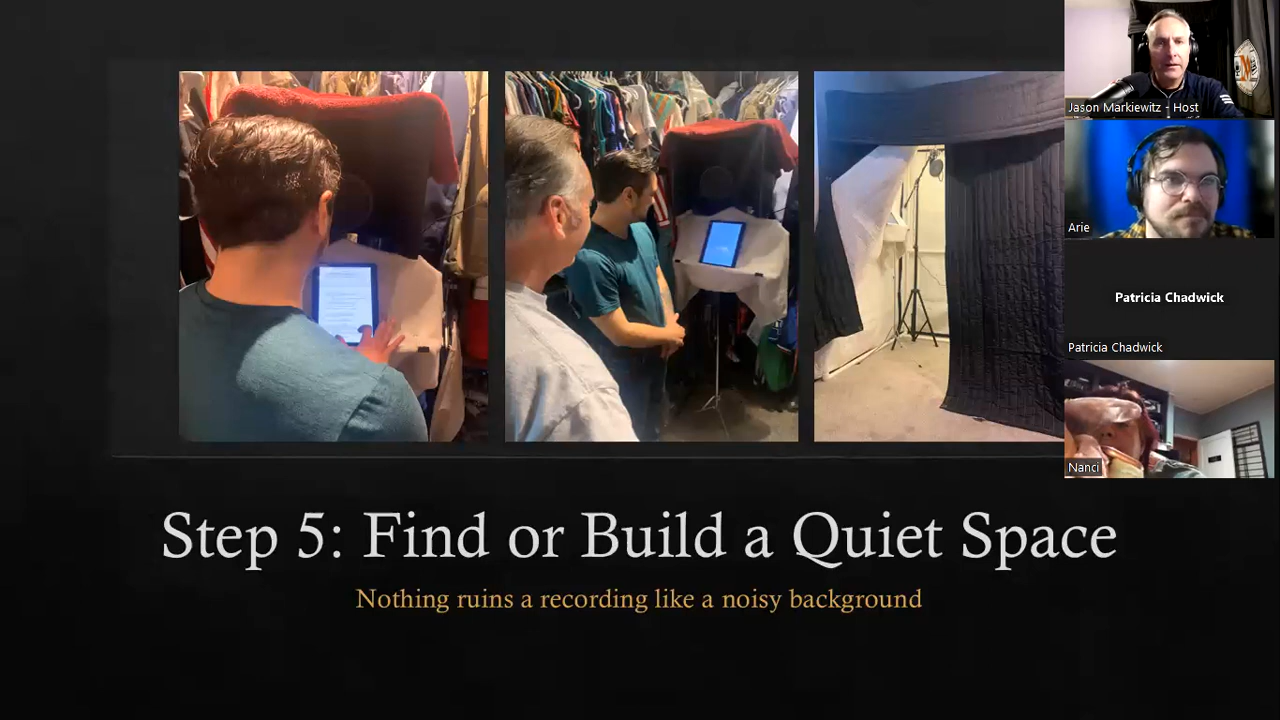 Jason Markiewitz - Host
Arie
Patricia Chadwick
Patricia Chadwick
Nanci
Step 5: Find or Build a Quiet Space
Nothing ruins a recording like a noisy background